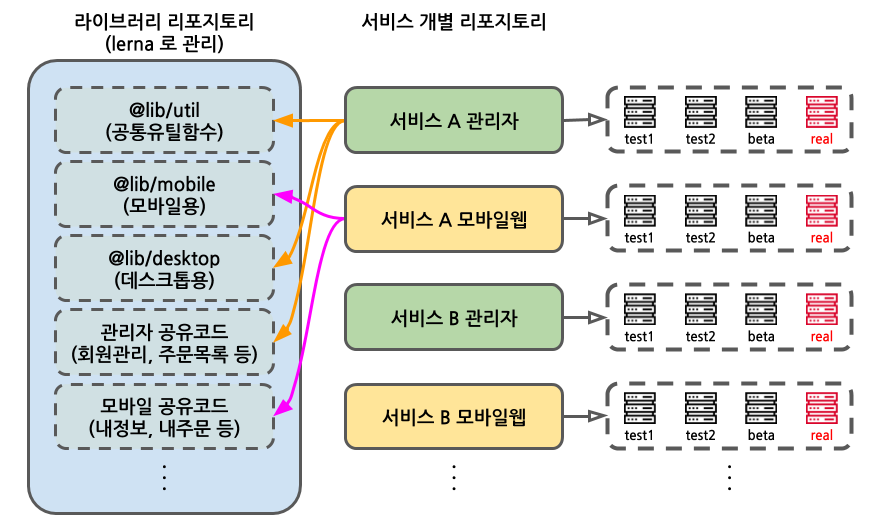 라이브러리 리포지토리
(lerna 로 관리)
서비스 개별 리포지토리
@lib/util
(공통유틸함수)
@lib/mobile
(모바일용)
@lib/desktop
(데스크톱용)
관리자 공유코드
(회원관리, 주문목록 등)
모바일 공유코드
(내정보, 내주문 등)
서비스 A 관리자
test1 test2 beta real
서비스 A 모바일웹
test1 test2 beta real
서비스 B 관리자
test1 test2 beta real
서비스 B 모바일웹
test1 test2 beta real